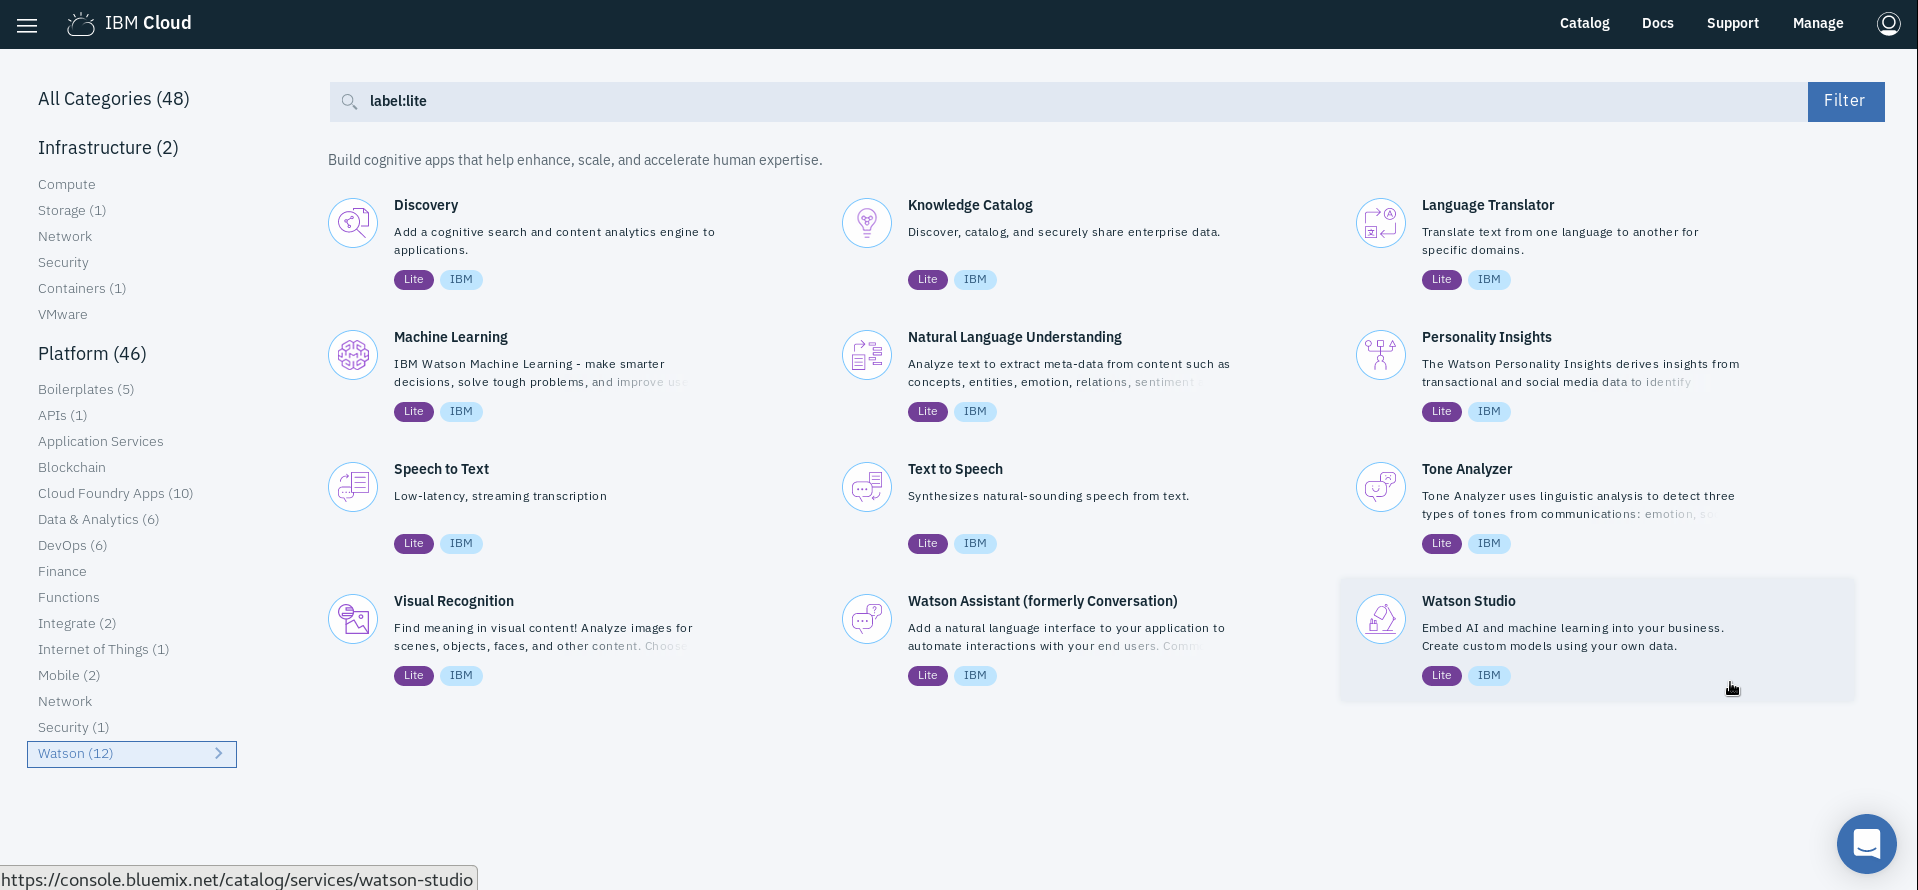 IBM Cloud
Catalog
Docs
Support
Manage
All Categories (48)
Infrastructure (2)
Compute
Storage (1)
Network
Security
Containers (1)
VMware
Platform (46)
Boilerplates (5)
APIs (1)
Application Services
Blockchain
Cloud Foundry Apps (10)
Data & Analytics (6)
DevOps (6)
Finance
Functions
Integrate (2)
Internet of Things (1)
Mobile (2)
Network
Security (1)
Watson (12)
label:lite
Filter
Build cognitive apps that help enhance, scale, and accelerate human expertise.
Discovery
Add a cognitive search and content analytics engine to
applications.
Lite IBM
Knowledge Catalog
Discover, catalog, and securely share enterprise data.
Lite IBM
Language Translator
Translate text from one language to another for
specific domains.
Lite IBM
Machine Learning
IBM Watson Machine Learning - make smarter
decisions, solve tough problems, and improve
Lite IBM
Natural Language Understanding
Analyze text to extract meta-data from content such as
concepts, entities, emotion, relations, sentiment
Lite IBM
Personality Insights
The Watson Personality Insights derives insights from
transactional and social media data to identify
Lite IBM
Speech to Text
Low-latency, streaming transcription
Lite IBM
Text to Speech
Synthesizes natural-sounding speech from text.
Lite IBM
Tone Analyzer
Tone Analyzer uses linguistic analysis to detect three
types of tones from communications: emotion,
Lite IBM
Visual Recognition
Find meaning in visual content! Analyze images for
scenes, objects, faces, and other content. Choose
Lite IBM
Watson Assistant (formerly Conversation)
Add a natural language interface to your application to
automate interactions with your end users.
Lite IBM
Watson Studio
Embed AI and machine learning into your business.
Create custom models using your own data.
Lite IBM
https://console.bluemix.net/catalog/services/watson-studio